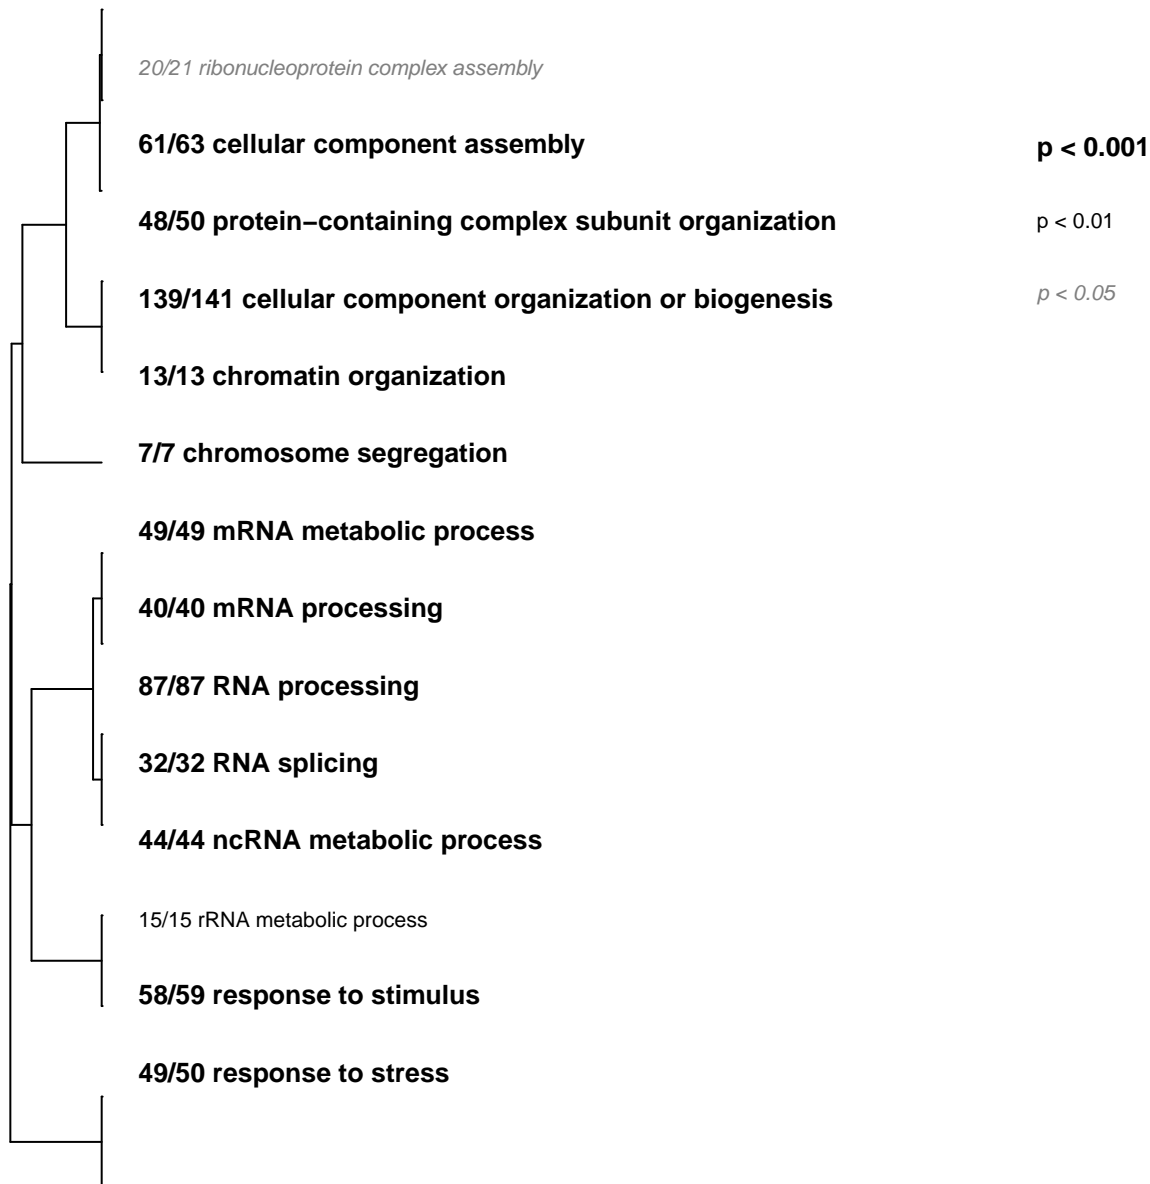 20/21 ribonucleoprotein complex assembly
61/63 cellular component assembly
p < 0.001
48/50 protein−containing complex subunit organization
p < 0.01
139/141 cellular component organization or biogenesis
p < 0.05
13/13 chromatin organization
7/7 chromosome segregation
49/49 mRNA metabolic process
40/40 mRNA processing
87/87 RNA processing
32/32 RNA splicing
44/44 ncRNA metabolic process
15/15 rRNA metabolic process
58/59 response to stimulus
49/50 response to stress